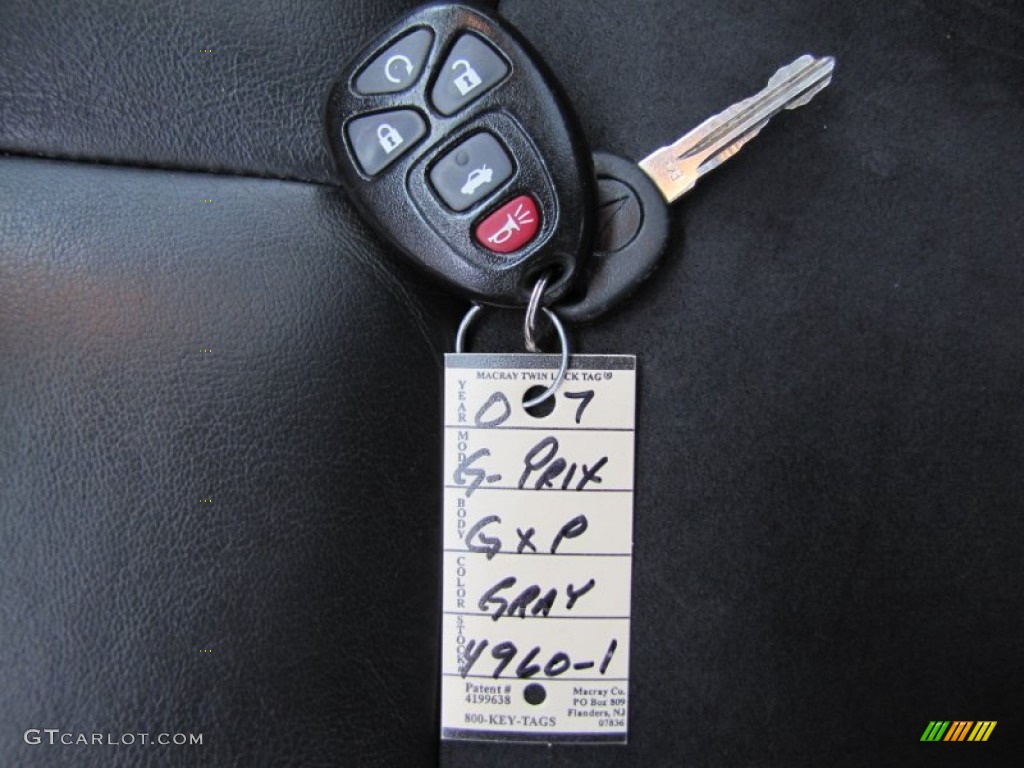 MACRAY TWIN LOCK TAG®
YEAR 07
MODEL G-PRIX
BODY GXP
COLOR GRAY
STOCK# 4960-1
Patent #
4199638
800-KEY-TAGS
Macray Co.
PO Box 809
Flanders, NJ
07836
GTCARLOT.COM